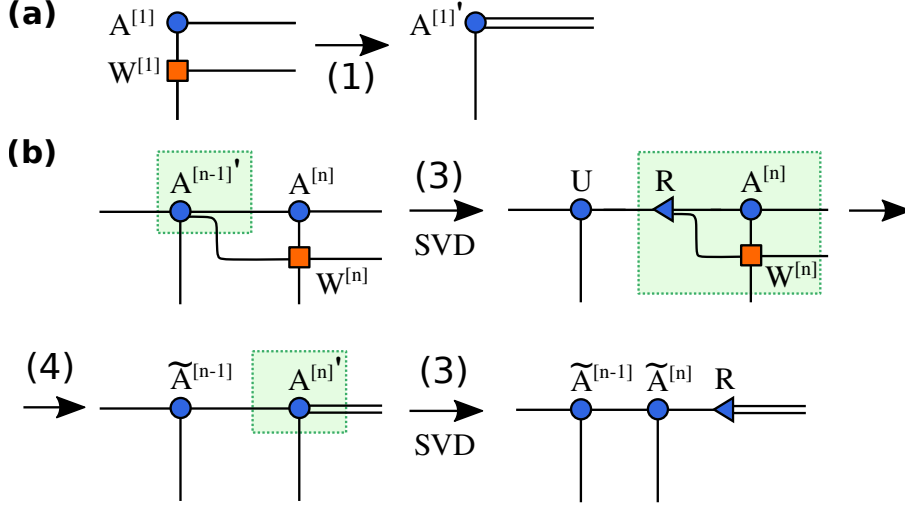 (a)
A[1] A[1]'
W[1] (1)
(b)
A[n-1]' A[n] (3) U R A[n]
SVD
W[n] W[n]
(4) Ã[n-1] A[n]' (3) Ã[n-1] Ã[n] R
SVD